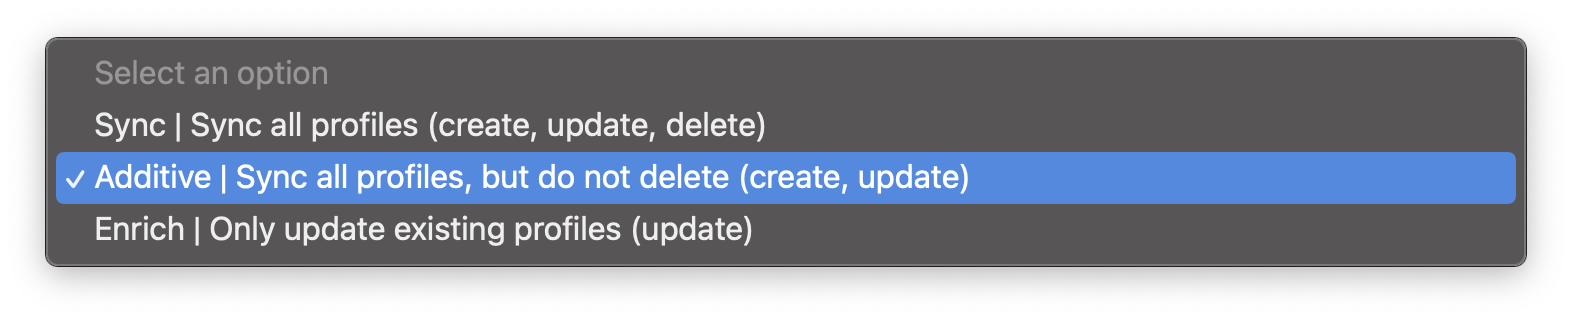 Select an option
Sync | Sync all profiles (create, update, delete)
✓ Additive | Sync all profiles, but do not delete (create, update)
Enrich | Only update existing profiles (update)